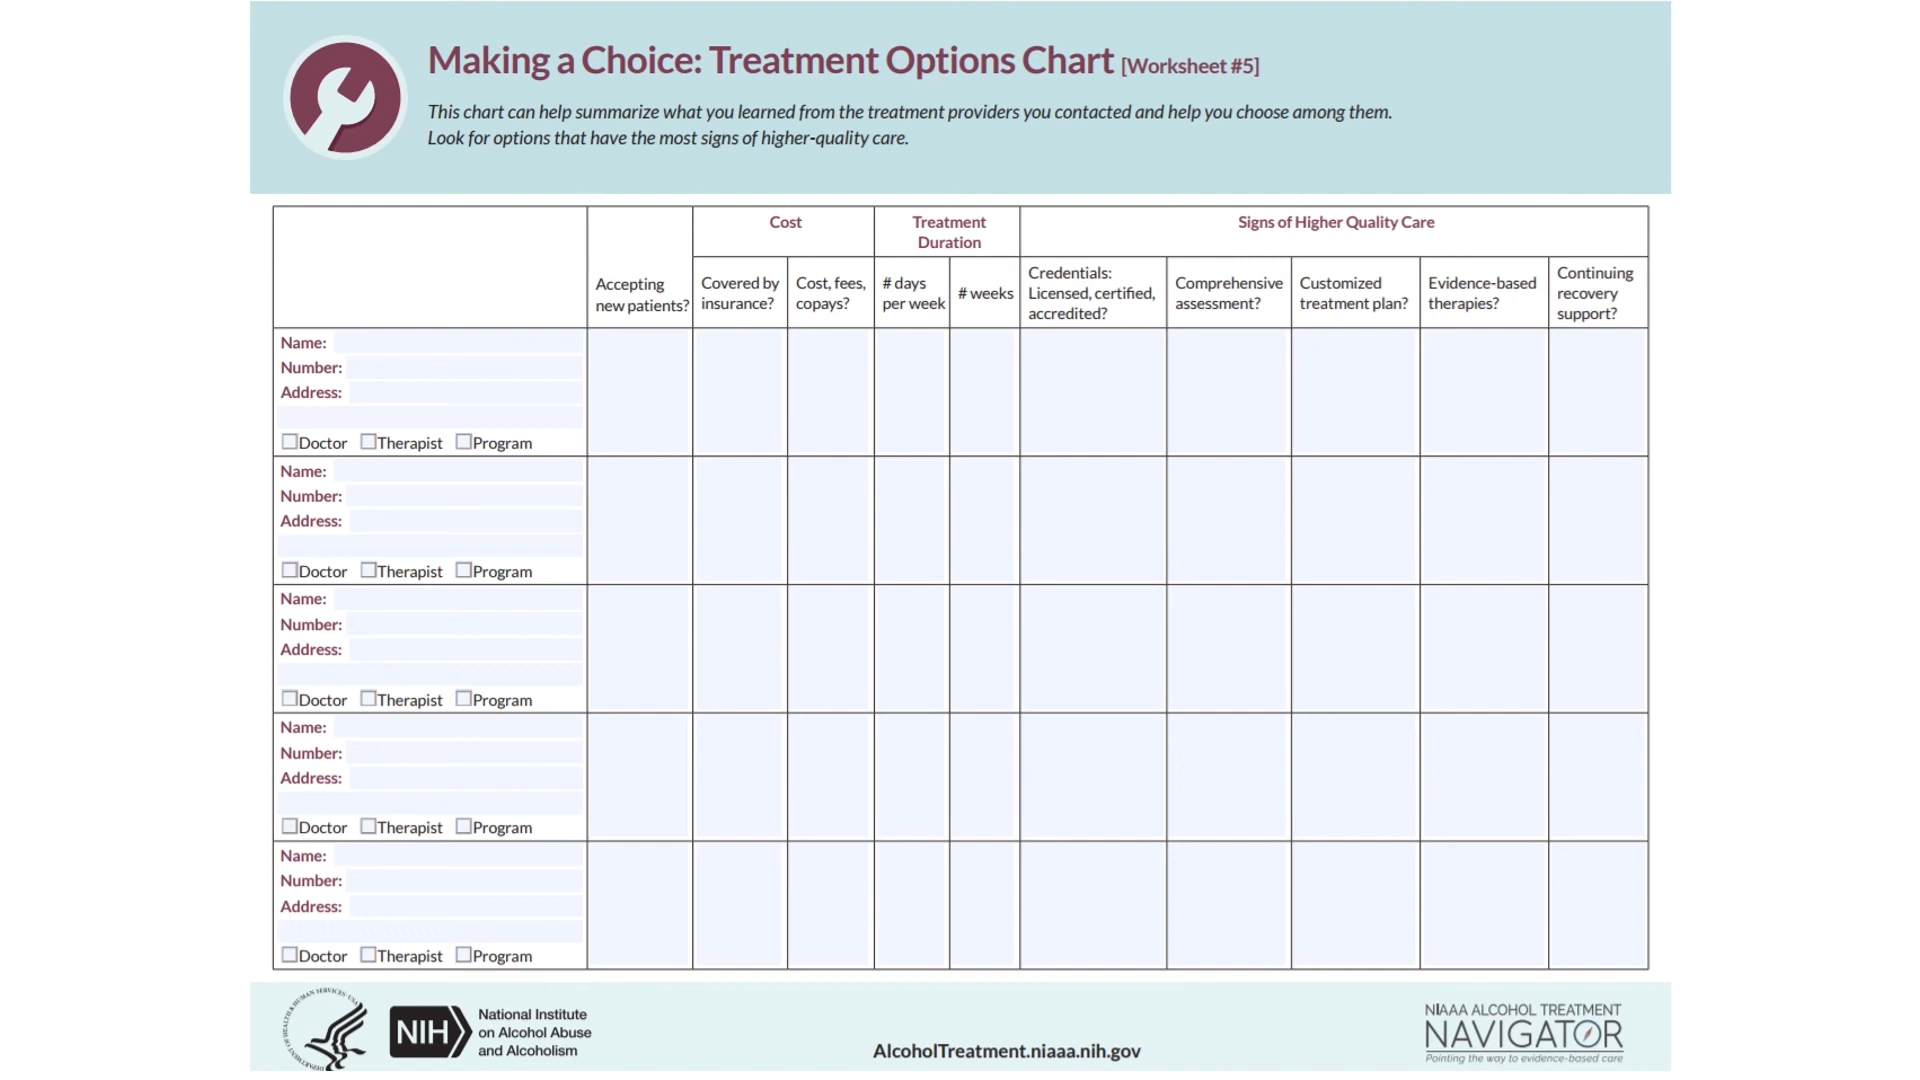 Making a Choice: Treatment Options Chart [Worksheet #5]
This chart can help summarize what you learned from the treatment providers you contacted and help you choose among them.
Look for options that have the most signs of higher-quality care.
Cost
Treatment
Duration
Signs of Higher Quality Care
Accepting
new patients?
Covered by
insurance?
Cost, fees,
copays?
# days
per week
# weeks
Credentials:
Licensed, certified,
accredited?
Comprehensive
assessment?
Customized
treatment plan?
Evidence-based
therapies?
Continuing
recovery
support?
Name:
Number:
Address:
Doctor Therapist Program
Name:
Number:
Address:
Doctor Therapist Program
Name:
Number:
Address:
Doctor Therapist Program
Name:
Number:
Address:
Doctor Therapist Program
Name:
Number:
Address:
Doctor Therapist Program
NIH
National Institute
on Alcohol Abuse
and Alcoholism
AlcoholTreatment.niaaa.nih.gov
NIAAA ALCOHOL TREATMENT
NAVIGATOR
Pointing the way to evidence-based care